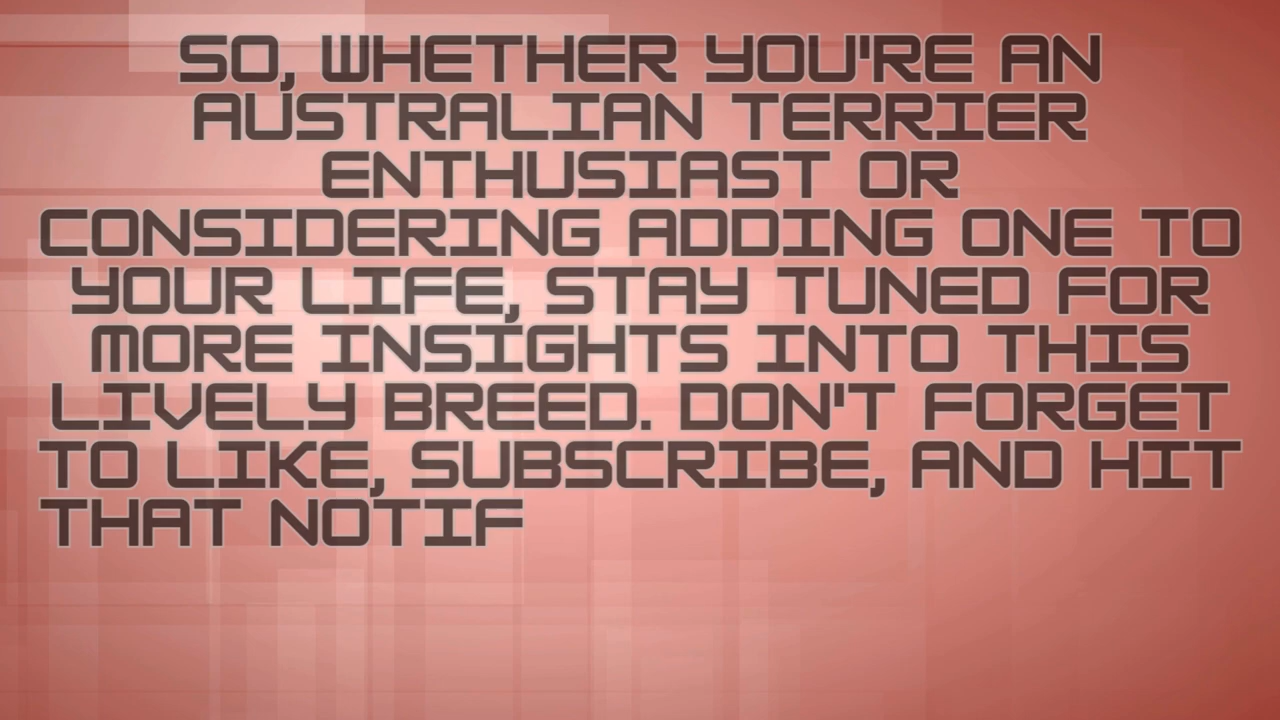 SO, WHETHER YOU'RE AN
AUSTRALIAN TERRIER
ENTHUSIAST OR
CONSIDERING ADDING ONE TO
YOUR LIFE, STAY TUNED FOR
MORE INSIGHTS INTO THIS
LIVELY BREED. DON'T FORGET
TO LIKE, SUBSCRIBE, AND HIT
THAT NOTIF